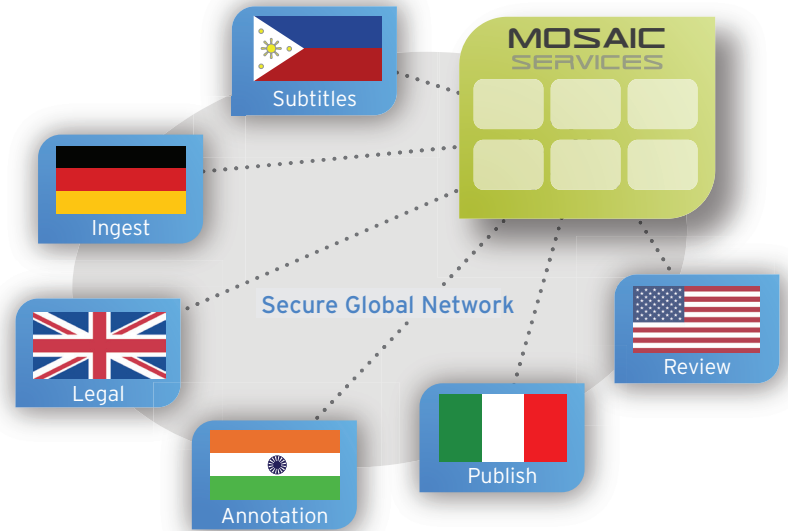 MOSAIC
SERVICES
Subtitles
Ingest
Secure Global Network
Legal
Review
Publish
Annotation